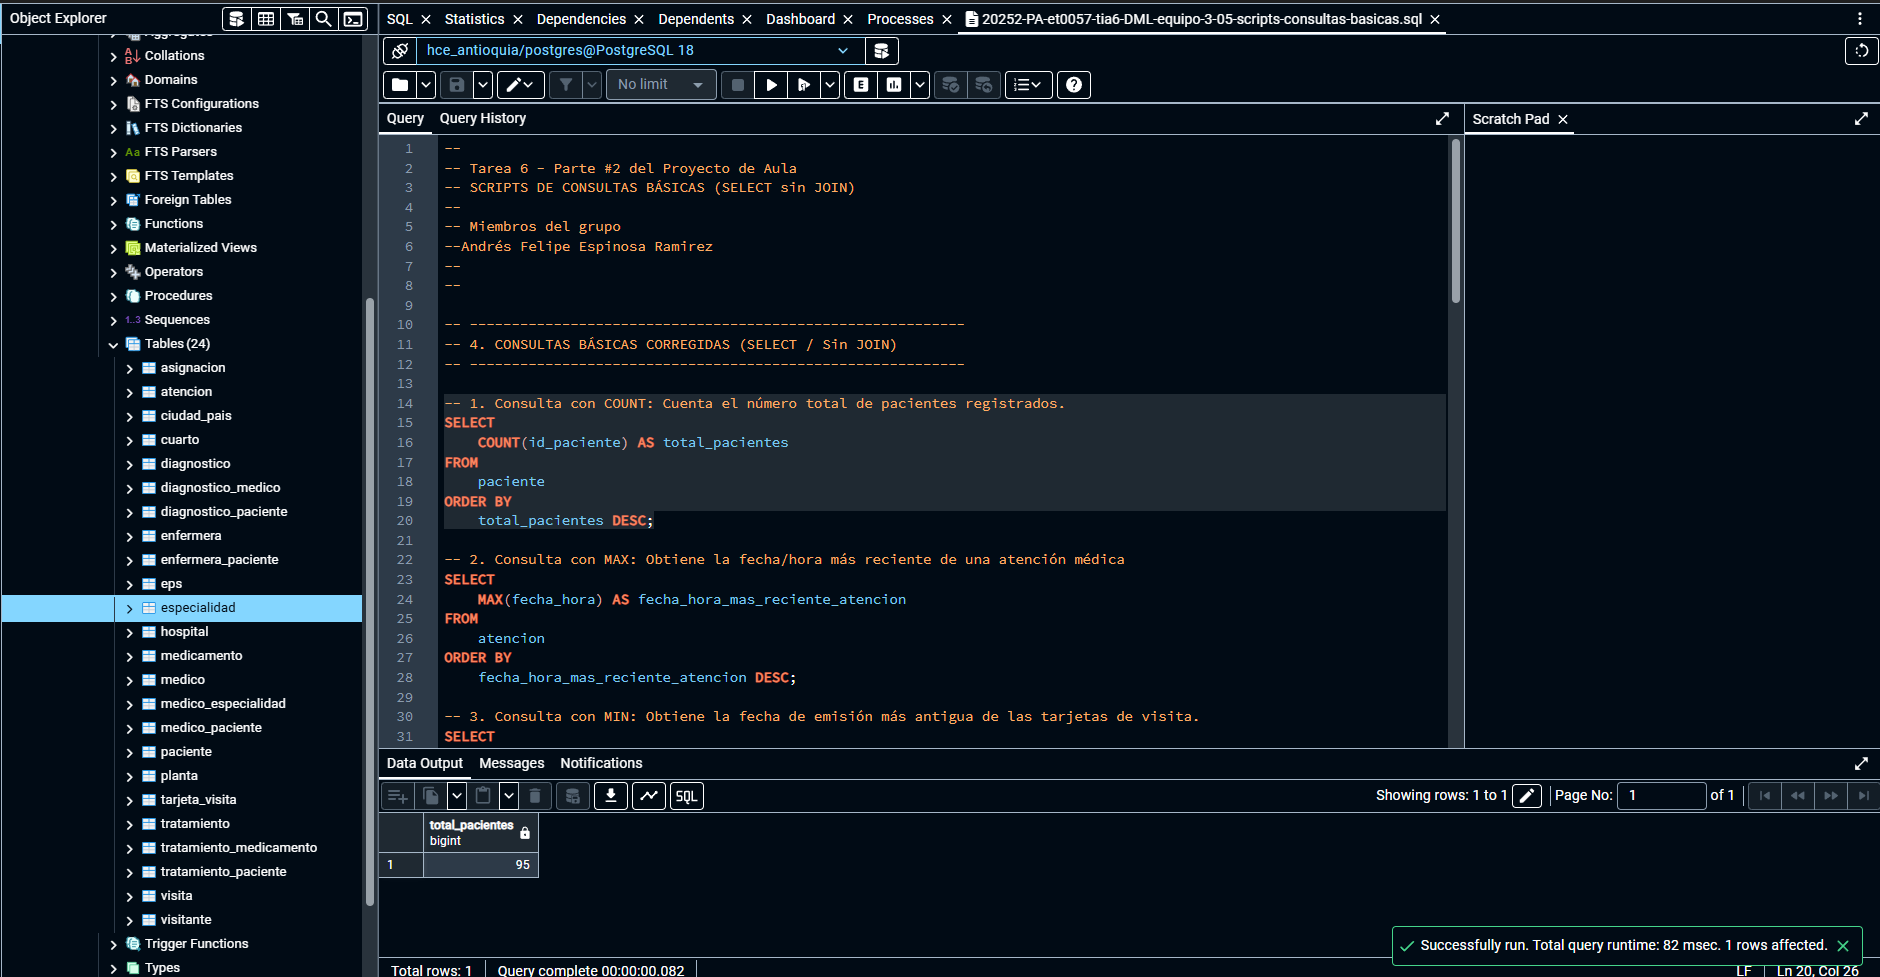 Object Explorer
Aggregates
Collations
Domains
FTS Configurations
FTS Dictionaries
Aa FTS Parsers
FTS Templates
Foreign Tables
Functions
Materialized Views
Operators
Procedures
1..3 Sequences
Tables (24)
asignacion
atencion
ciudad_pais
cuarto
diagnostico
diagnostico_medico
diagnostico_paciente
enfermera
enfermera_paciente
eps
especialidad
hospital
medicamento
medico
medico_especialidad
medico_paciente
paciente
planta
tarjeta_visita
tratamiento
tratamiento_medicamento
tratamiento_paciente
visita
visitante
Trigger Functions
Types
SQL Statistics Dependencies Dependents Dashboard Processes 20252-PA-et0057-tia6-DML-equipo-3-05-scripts-consultas-basicas.sql
hce_antioquia/postgres@PostgreSQL 18
No limit E
Query Query History
Scratch Pad
1 --
2 -- Tarea 6 - Parte #2 del Proyecto de Aula
3 -- SCRIPTS DE CONSULTAS BÁSICAS (SELECT sin JOIN)
4 --
5 -- Miembros del grupo
6 --Andrés Felipe Espinosa Ramirez
7 --
8 --
9
10 -- -----------------------------------------------------------
11 -- 4. CONSULTAS BÁSICAS CORREGIDAS (SELECT / Sin JOIN)
12 -- -----------------------------------------------------------
13
14 -- 1. Consulta con COUNT: Cuenta el número total de pacientes registrados.
15 SELECT
16 COUNT(id_paciente) AS total_pacientes
17 FROM
18 paciente
19 ORDER BY
20 total_pacientes DESC;
21
22 -- 2. Consulta con MAX: Obtiene la fecha/hora más reciente de una atención médica
23 SELECT
24 MAX(fecha_hora) AS fecha_hora_mas_reciente_atencion
25 FROM
26 atencion
27 ORDER BY
28 fecha_hora_mas_reciente_atencion DESC;
29
30 -- 3. Consulta con MIN: Obtiene la fecha de emisión más antigua de las tarjetas de visita.
31 SELECT
Data Output Messages Notifications
SQL
Showing rows: 1 to 1 Page No: 1 of 1
total_pacientes
bigint
1 95
Successfully run. Total query runtime: 82 msec. 1 rows affected.
Total rows: 1 Query complete 00:00:00.082 LF Ln 20, Col 26